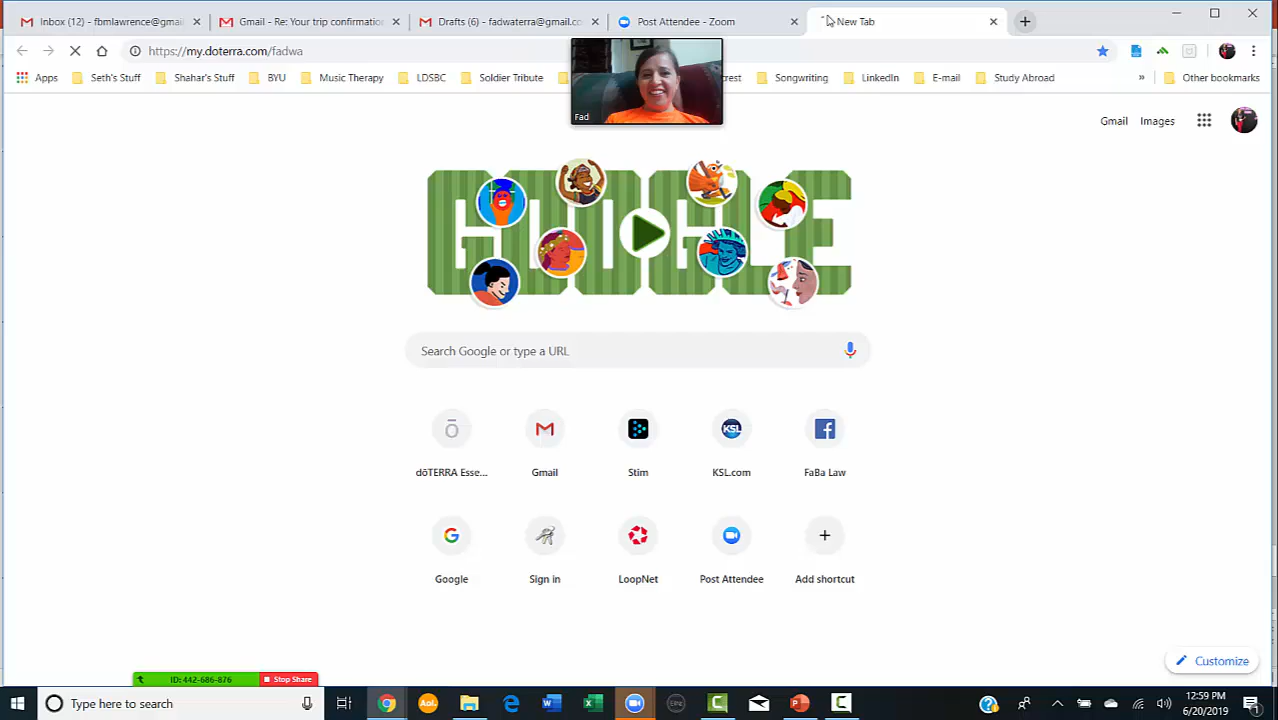 Inbox (12) - fbmlawrence@gmai
Gmail - Re: Your trip confirmation
Drafts (6) - fadwaterra@gmail.co
Post Attendee - Zoom
New Tab
https://my.doterra.com/fadwa
Apps
Seth's Stuff
Shahar's Stuff
BYU
Music Therapy
LDSBC
Soldier Tribute
rest
Songwriting
LinkedIn
E-mail
Study Abroad
»
Other bookmarks
Fad
Gmail
Images
Search Google or type a URL
dōTERRA Esse...
Gmail
Stim
KSL
KSL.com
FaBa Law
Google
Sign in
LoopNet
Post Attendee
Add shortcut
Customize
ID: 442-686-876
Stop Share
Type here to search
12:59 PM
6/20/2019